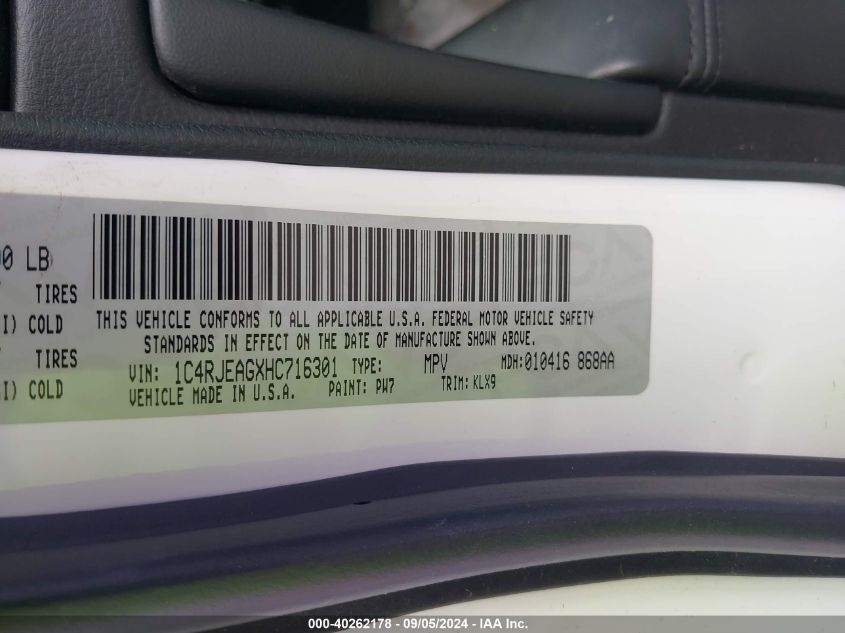 00 LB
TIRES
I) COLD
TIRES
I) COLD
THIS VEHICLE CONFORMS TO ALL APPLICABLE U.S.A. FEDERAL MOTOR VEHICLE SAFETY
STANDARDS IN EFFECT ON THE DATE OF MANUFACTURE SHOWN ABOVE.
VIN: 1C4RJEAGXHC716301 TYPE: MPV MDH:010416 868AA
VEHICLE MADE IN U.S.A. PAINT: PW7 TRIM: KLX9
000-40262178 - 09/05/2024 - IAA Inc.